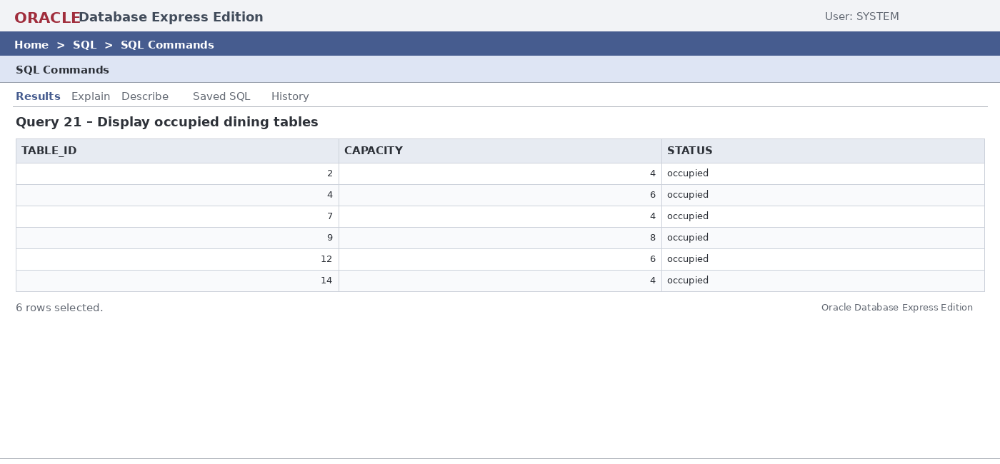 ORACLE Database Express Edition User: SYSTEM
Home > SQL > SQL Commands
SQL Commands
Results Explain Describe Saved SQL History
Query 21 – Display occupied dining tables
TABLE_ID CAPACITY STATUS
2 4 occupied
4 6 occupied
7 4 occupied
9 8 occupied
12 6 occupied
14 4 occupied
6 rows selected. Oracle Database Express Edition